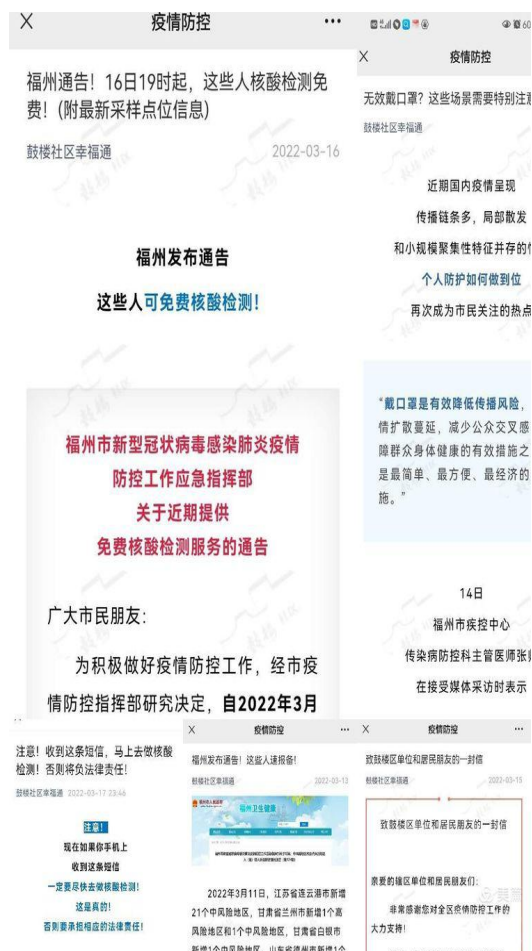 疫情防控
福州通告！16日19时起，这些人核酸检测免
费！(附最新采样点位信息)
鼓楼社区幸福通
2022-03-16
福州发布通告
这些人可免费核酸检测！
福州市新型冠状病毒感染肺炎疫情
防控工作应急指挥部
关于近期提供
免费核酸检测服务的通告
广大市民朋友：
为积极做好疫情防控工作，经市疫
情防控指挥部研究决定，自2022年3月
60
疫情防控
无效戴口罩？这些场景需要特别注意
鼓楼社区幸福通
近期国内疫情呈现
传播链条多，局部散发
和小规模聚集性特征并存的
个人防护如何做到位
再次成为市民关注的热点
“戴口罩是有效降低传播风险，
情扩散蔓延，减少公众交叉感
障群众身体健康的有效措施之
是最简单、最方便、最经济的
施。”
14日
福州市疾控中心
传染病防控科主管医师张
在接受媒体采访时表示
注意！收到这条短信，马上去做核酸
检测！否则将负法律责任！
鼓楼社区幸福通 2022-03-17 23:46
注意！
现在如果你手机上
收到这条短信
一定要尽快去做核酸检测！
这是真的！
否则要承担相应的法律责任！
疫情防控
福州发布通告！这些人速报备！
鼓楼社区幸福通
2022-03-13
福州卫生健康
2022年3月11日，江苏省连云港市新增
21个中风险地区，甘肃省兰州市新增1个高
风险地区和1个中风险地区，甘肃省白银市
新增1个中风险地区，山东省德州市新增1个
疫情防控
致鼓楼区单位和居民朋友的一封信
鼓楼社区幸福通
2022-03-15
致鼓楼区单位和居民朋友的一封信
亲爱的辖区单位和居民朋友们：
非常感谢您对全区疫情防控工作的
大力支持！